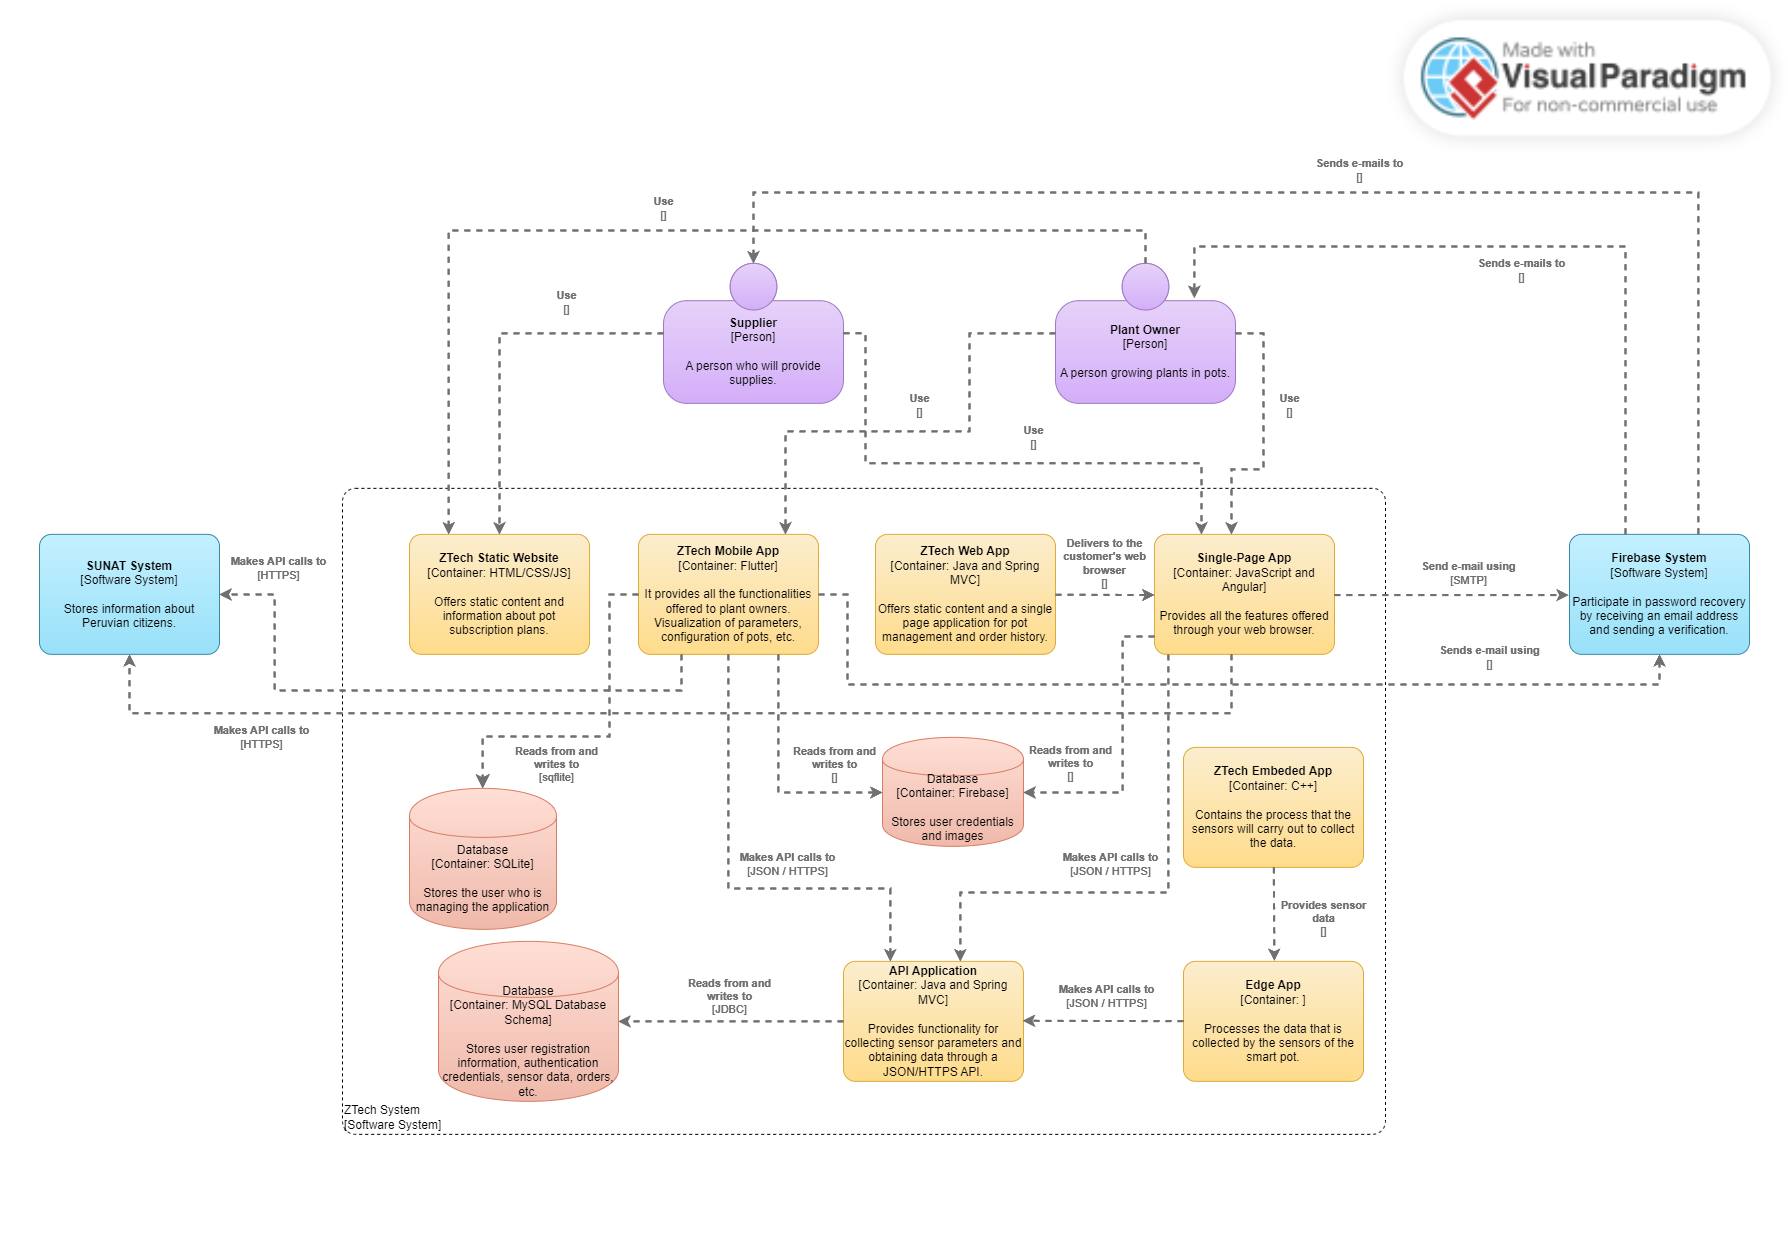 Made with
Visual Paradigm
For non-commercial use
Sends e-mails to
[]
Use
[]
Sends e-mails to
[]
Use
[]
Supplier
[Person]
A person who will provide
supplies.
Plant Owner
[Person]
A person growing plants in pots.
Use
[]
Use
[]
Use
[]
SUNAT System
[Software System]
Stores information about
Peruvian citizens.
Makes API calls to
[HTTPS]
ZTech Static Website
[Container: HTML/CSS/JS]
Offers static content and
information about pot
subscription plans.
ZTech Mobile App
[Container: Flutter]
It provides all the functionalities
offered to plant owners.
Visualization of parameters,
configuration of pots, etc.
ZTech Web App
[Container: Java and Spring
MVC]
Offers static content and a single
page application for pot
management and order history.
Delivers to the
customer's web
browser
[]
Single-Page App
[Container: JavaScript and
Angular]
Provides all the features offered
through your web browser.
Send e-mail using
[SMTP]
Firebase System
[Software System]
Participate in password recovery
by receiving an email address
and sending a verification.
Sends e-mail using
[]
Makes API calls to
[HTTPS]
Reads from and
writes to
[sqflite]
Reads from and
writes to
[]
Database
[Container: Firebase]
Stores user credentials
and images
Reads from and
writes to
[]
ZTech Embeded App
[Container: C++]
Contains the process that the
sensors will carry out to collect
the data.
Database
[Container: SQLite]
Stores the user who is
managing the application
Makes API calls to
[JSON / HTTPS]
Makes API calls to
[JSON / HTTPS]
Provides sensor
data
[]
Database
[Container: MySQL Database
Schema]
Stores user registration
information, authentication
credentials, sensor data, orders,
etc.
Reads from and
writes to
[JDBC]
API Application
[Container: Java and Spring
MVC]
Provides functionality for
collecting sensor parameters and
obtaining data through a
JSON/HTTPS API.
Makes API calls to
[JSON / HTTPS]
Edge App
[Container: ]
Processes the data that is
collected by the sensors of the
smart pot.
ZTech System
[Software System]